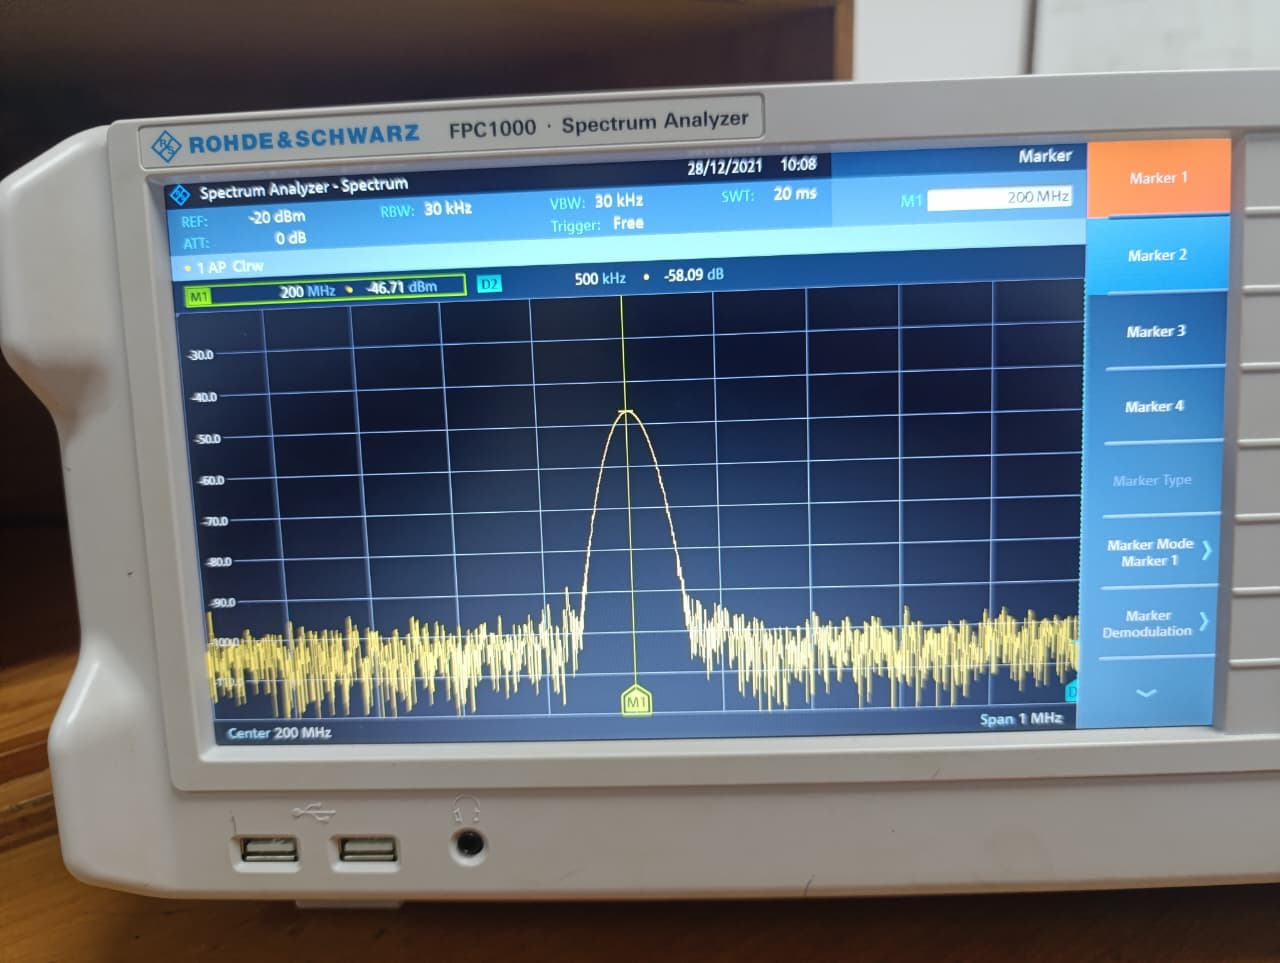 ROHDE&SCHWARZ FPC1000 · Spectrum Analyzer
28/12/2021 10:08 Marker
Spectrum Analyzer - Spectrum
REF: -20 dBm RBW: 30 kHz VBW: 30 kHz SWT: 20 ms M1 200 MHz
ATT: 0 dB Trigger: Free
• 1 AP Clrw
M1 200 MHz • -46.71 dBm D2 500 kHz • -58.09 dB
-30.0
-40.0
-50.0
-60.0
-70.0
-80.0
-90.0
-100.0
M1
D
Center 200 MHz Span 1 MHz
Marker 1
Marker 2
Marker 3
Marker 4
Marker Type
Marker Mode
Marker 1
Marker
Demodulation